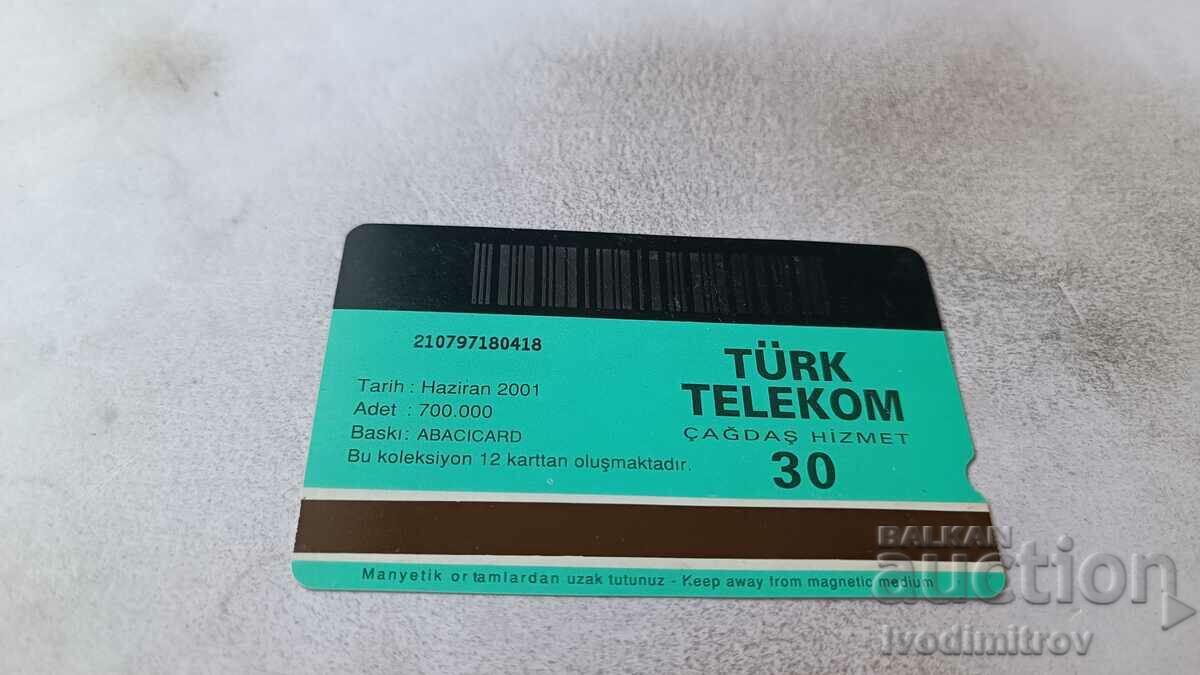 210797180418
Tarih : Haziran 2001
Adet : 700.000
Baskı : ABACICARD
Bu koleksiyon 12 karttan oluşmaktadır.
TÜRK
TELEKOM
ÇAĞDAŞ HİZMET
30
Manyetik ortamlardan uzak tutunuz - Keep away from magnetic medium
BALKAN
auction
Ivodimitrov